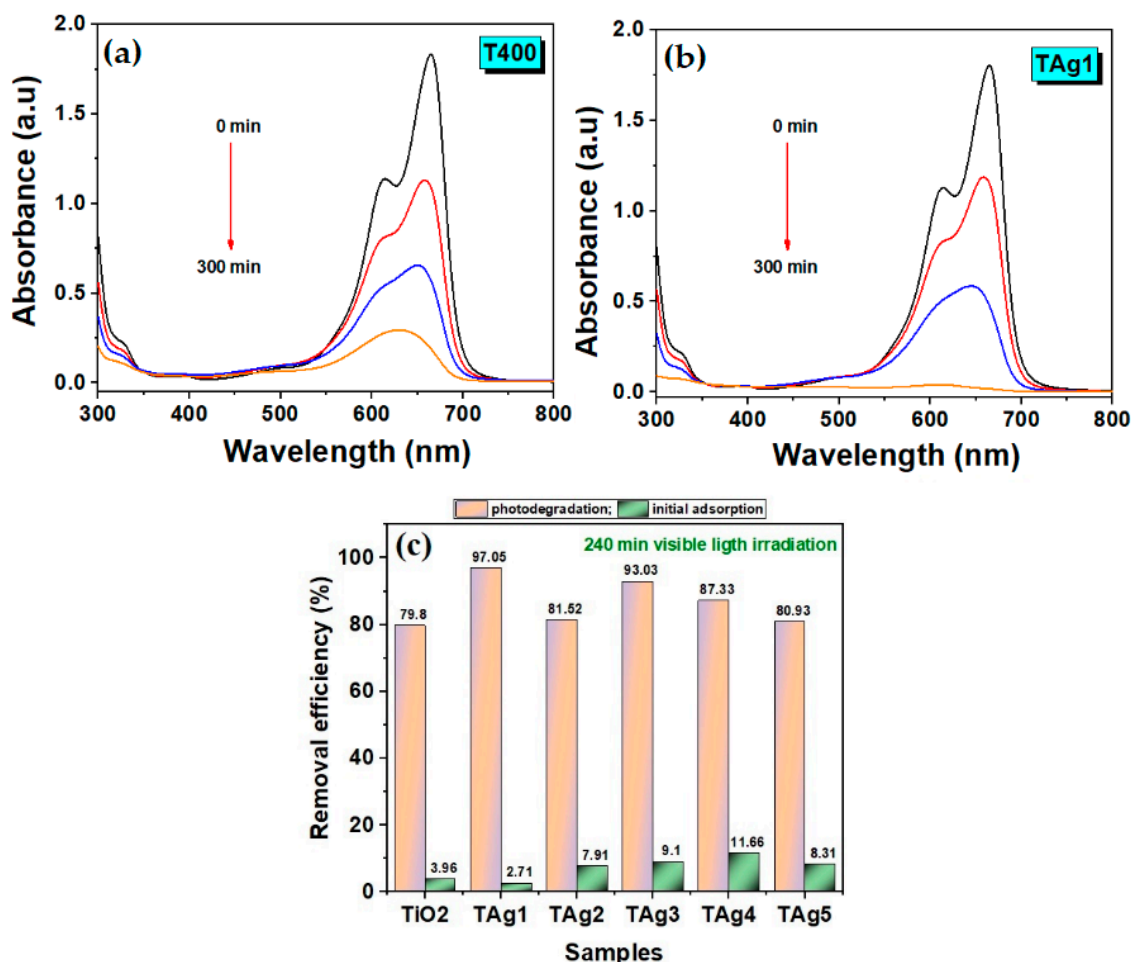 (a)
T400
0 min
300 min
2.0
1.5
1.0
0.5
0.0
300 400 500 600 700 800
Absorbance (a.u)
Wavelength (nm)
(b)
TAg1
0 min
300 min
2.0
1.5
1.0
0.5
0.0
300 400 500 600 700 800
Absorbance (a.u)
Wavelength (nm)
photodegradation; initial adsorption
(c)
240 min visible ligth irradiation
100
80
60
40
20
0
Removal efficiency (%)
79.8
3.96
97.05
2.71
81.52
7.91
93.03
9.1
87.33
11.66
80.93
8.31
TiO2 TAg1 TAg2 TAg3 TAg4 TAg5
Samples